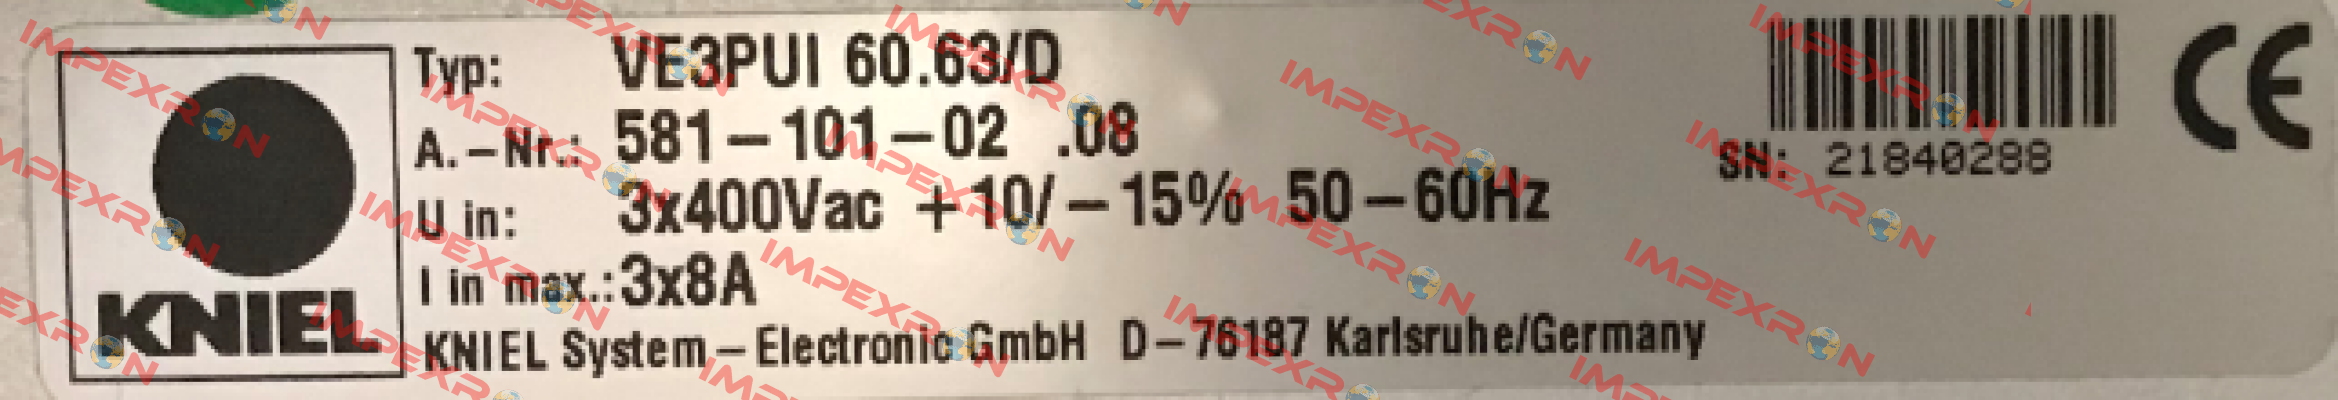 Typ: VE3PUI 60.63/D
A.-Nr.: 581-101-02 .08
SN: 21840288
U in: 3x400Vac +10/-15% 50-60Hz
I in max.: 3x8A
KNIEL
KNIEL System-Electronic GmbH D-76187 Karlsruhe/Germany
CE
IMPEXRON